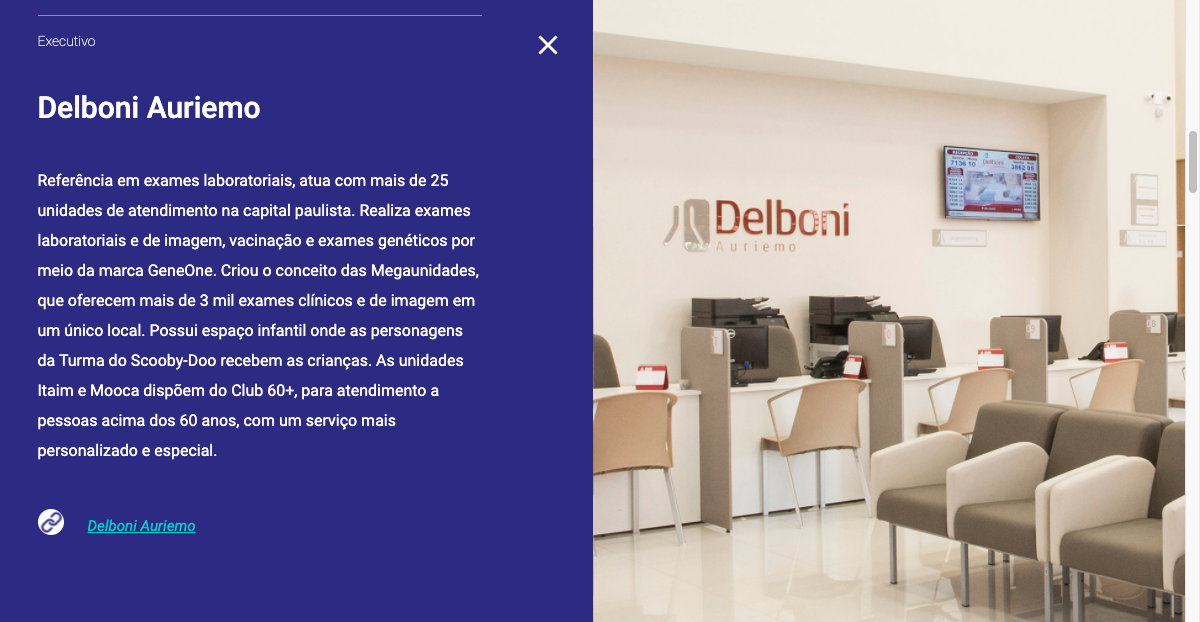 Executivo
Delboni Auriemo
Referência em exames laboratoriais, atua com mais de 25
unidades de atendimento na capital paulista. Realiza exames
laboratoriais e de imagem, vacinação e exames genéticos por
meio da marca GeneOne. Criou o conceito das Megaunidades,
que oferecem mais de 3 mil exames clínicos e de imagem em
um único local. Possui espaço infantil onde as personagens
da Turma do Scooby-Doo recebem as crianças. As unidades
Itaim e Mooca dispõem do Club 60+, para atendimento a
pessoas acima dos 60 anos, com um serviço mais
personalizado e especial.
Delboni Auriemo
Delboni
Auriemo